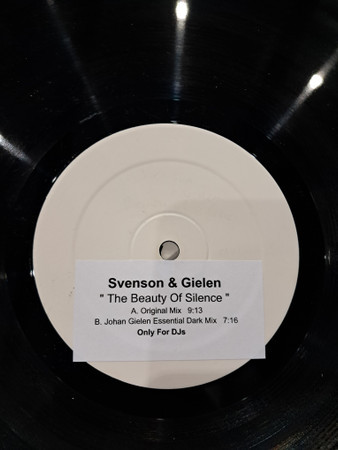 Svenson & Gielen
" The Beauty Of Silence "
A. Original Mix 9:13
B. Johan Gielen Essential Dark Mix 7:16
Only For DJs